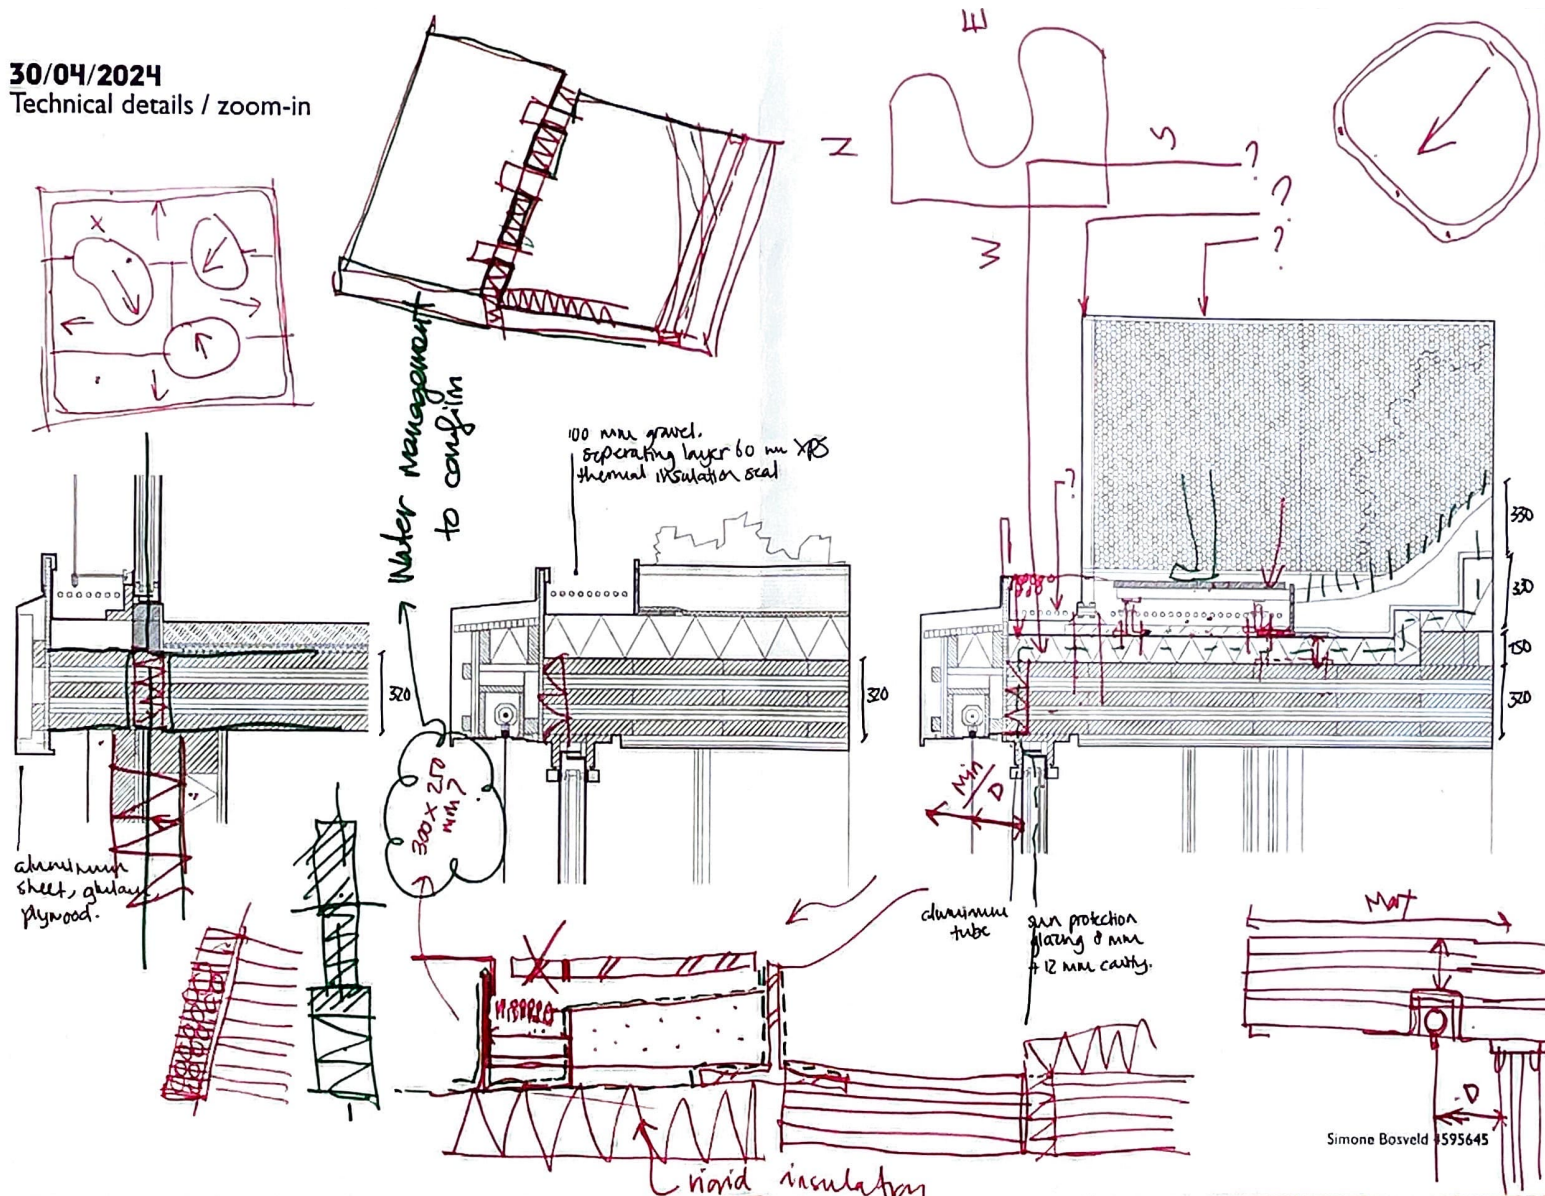 30/04/2024
Technical details / zoom-in
E
N
S
W
?
?
?
?
X
Water management
to confirm
100 mm gravel.
seperating layer 60 mm XPS
thermal insulation seal
330
330
150
320
320
320
300 x 250
mm?
Min
D
aluminium
sheet, glulam
plywood.
aluminium
tube
sun protection
glazing 8 mm
+ 12 mm cavity.
D
Simone Bosveld 4595645
rigid insulation